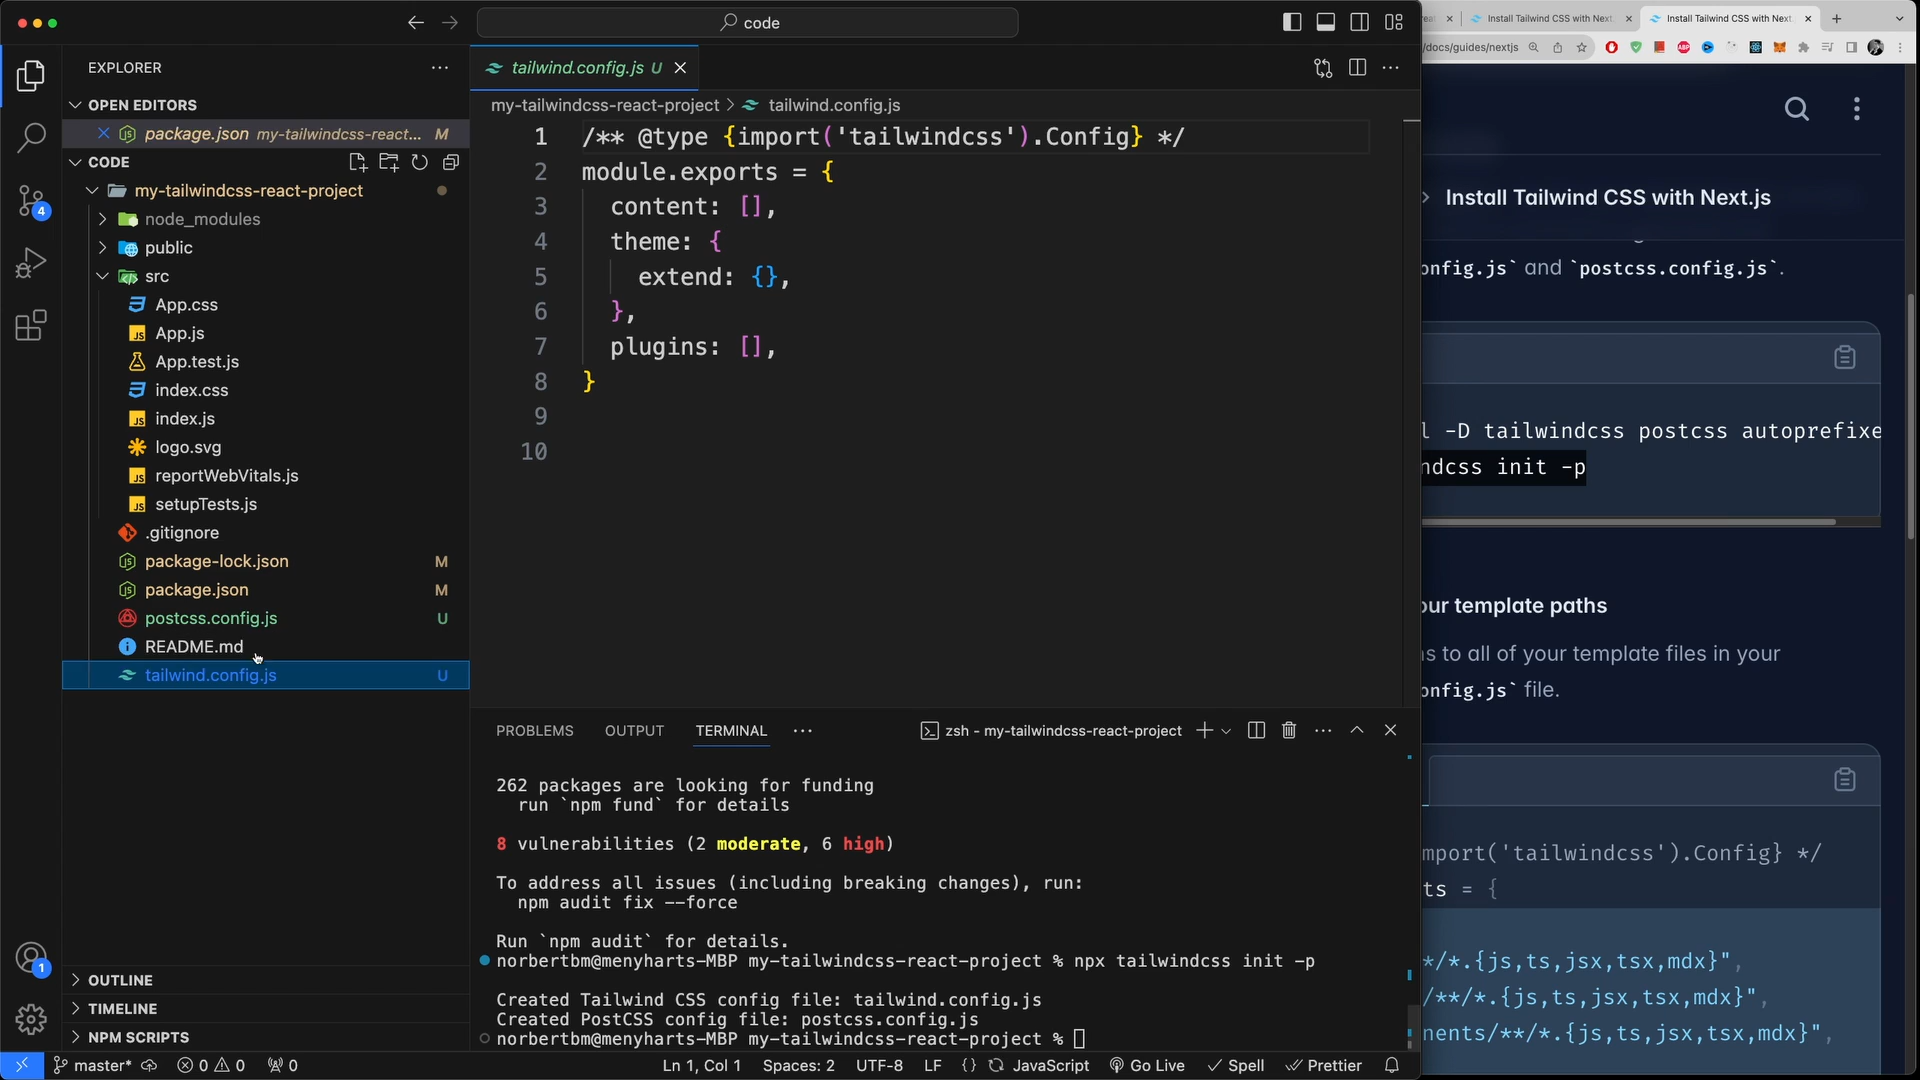 code
EXPLORER
OPEN EDITORS
package.json my-tailwindcss-react... M
CODE
my-tailwindcss-react-project
node_modules
public
src
App.css
App.js
App.test.js
index.css
index.js
logo.svg
reportWebVitals.js
setupTests.js
.gitignore
package-lock.json M
package.json M
postcss.config.js U
README.md
tailwind.config.js U
OUTLINE
TIMELINE
NPM SCRIPTS
4
1
tailwind.config.js U
my-tailwindcss-react-project > tailwind.config.js
1 /** @type {import('tailwindcss').Config} */
2 module.exports = {
3 content: [],
4 theme: {
5 extend: {},
6 },
7 plugins: [],
8 }
9
10
PROBLEMS OUTPUT TERMINAL
zsh - my-tailwindcss-react-project
262 packages are looking for funding
run `npm fund` for details
8 vulnerabilities (2 moderate, 6 high)
To address all issues (including breaking changes), run:
npm audit fix --force
Run `npm audit` for details.
norbertbm@menyharts-MBP my-tailwindcss-react-project % npx tailwindcss init -p
Created Tailwind CSS config file: tailwind.config.js
Created PostCSS config file: postcss.config.js
norbertbm@menyharts-MBP my-tailwindcss-react-project %
master* 0 0 0
Ln 1, Col 1 Spaces: 2 UTF-8 LF {} JavaScript Go Live Spell Prettier
Install Tailwind CSS with Next.
Install Tailwind CSS with Next.
/docs/guides/nextjs
Install Tailwind CSS with Next.js
onfig.js` and `postcss.config.js`.
l -D tailwindcss postcss autoprefixe
ndcss init -p
our template paths
ns to all of your template files in your
onfig.js` file.
mport('tailwindcss').Config} */
ts = {
*/*.{js,ts,jsx,tsx,mdx}",
/**/*.{js,ts,jsx,tsx,mdx}",
nents/**/*.{js,ts,jsx,tsx,mdx}",